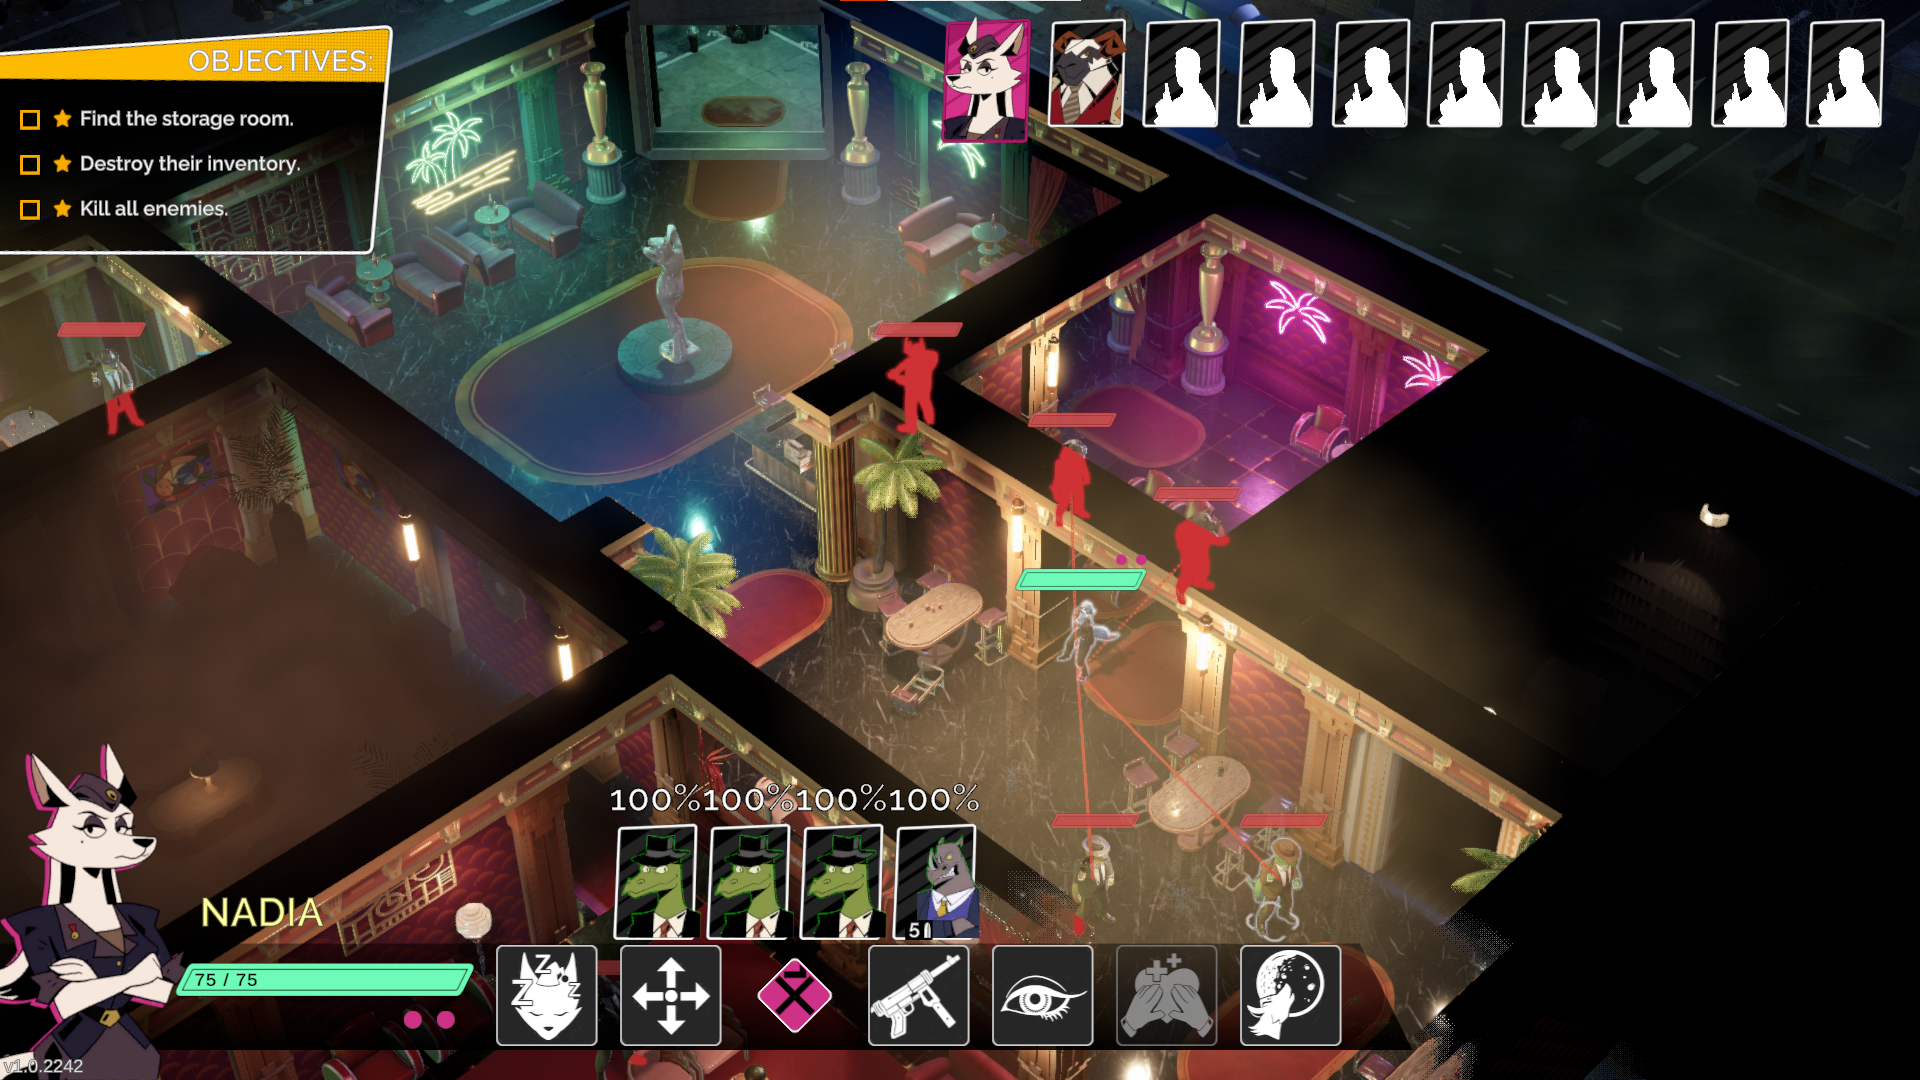 OBJECTIVES:
Find the storage room.
Destroy their inventory.
Kill all enemies.
100% 100% 100% 100%
5
NADIA
75 / 75
Z
Z
Z
v1.0.2242